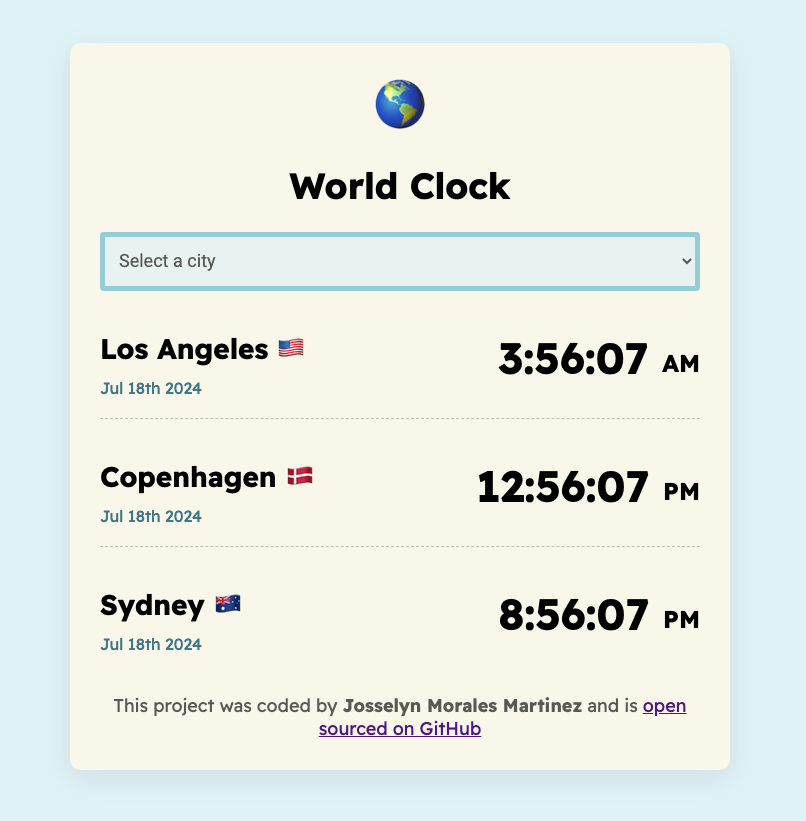 World Clock
Select a city
Los Angeles 🇺🇸
3:56:07 AM
Jul 18th 2024
Copenhagen 🇩🇰
12:56:07 PM
Jul 18th 2024
Sydney 🇦🇺
8:56:07 PM
Jul 18th 2024
This project was coded by Josselyn Morales Martinez and is open
sourced on GitHub